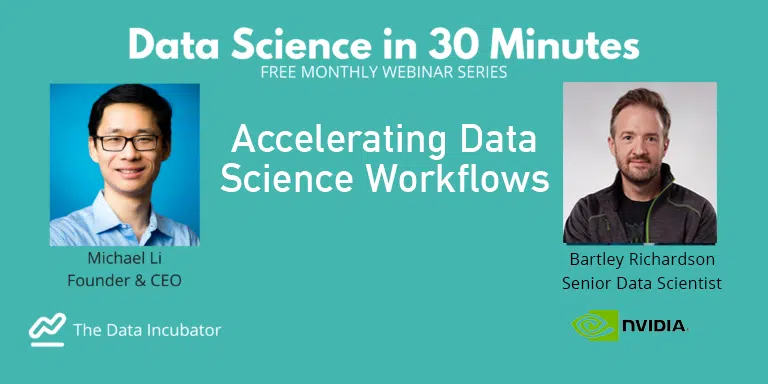 Data Science in 30 Minutes
FREE MONTHLY WEBINAR SERIES
Accelerating Data
Science Workflows
Michael Li
Founder & CEO
Bartley Richardson
Senior Data Scientist
The Data Incubator
NVIDIA